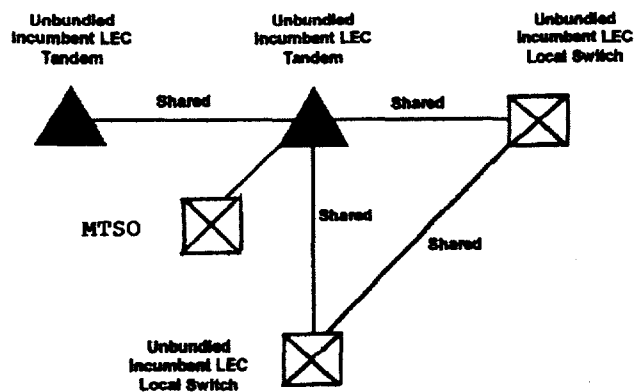 Unbundled
Incumbent LEC
Tandem
Unbundled
Incumbent LEC
Tandem
Unbundled
Incumbent LEC
Local Switch
Shared
Shared
MTSO
Shared
Shared
Unbundled
Incumbent LEC
Local Switch